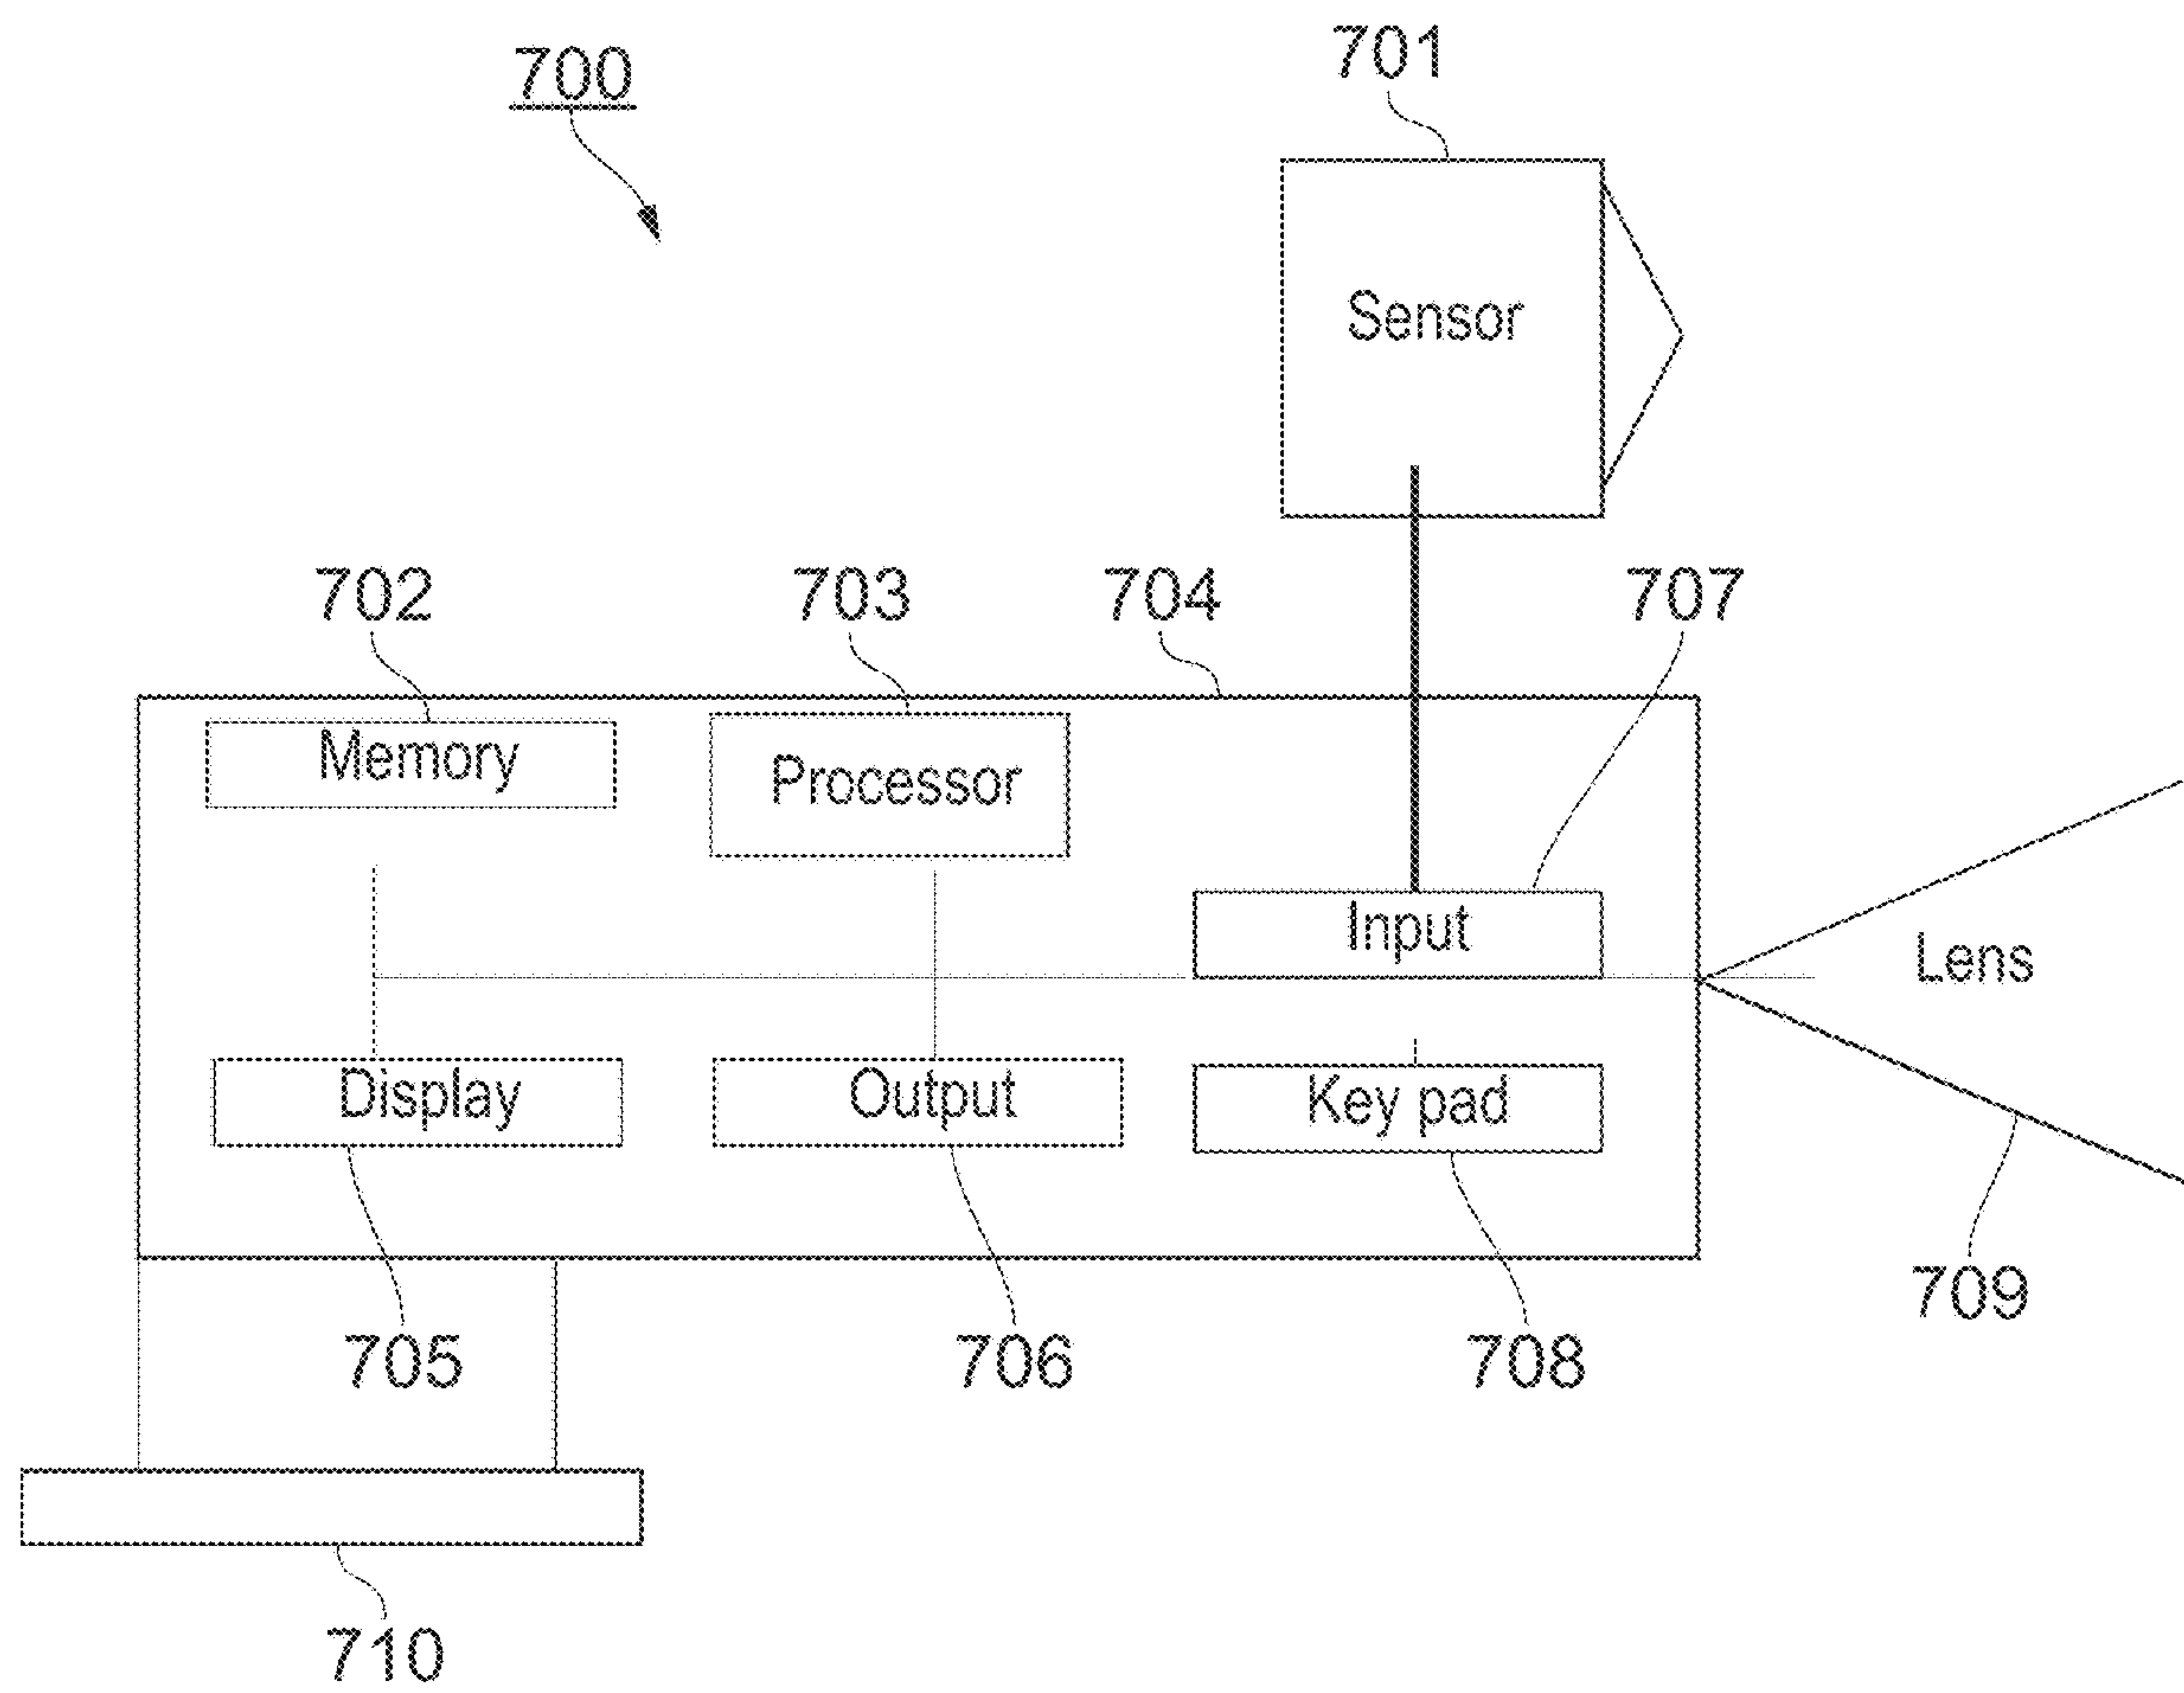 700
701
Sensor
702
703
704
707
Memory
Processor
Input
Lens
Display
Output
Key pad
709
705
706
708
710